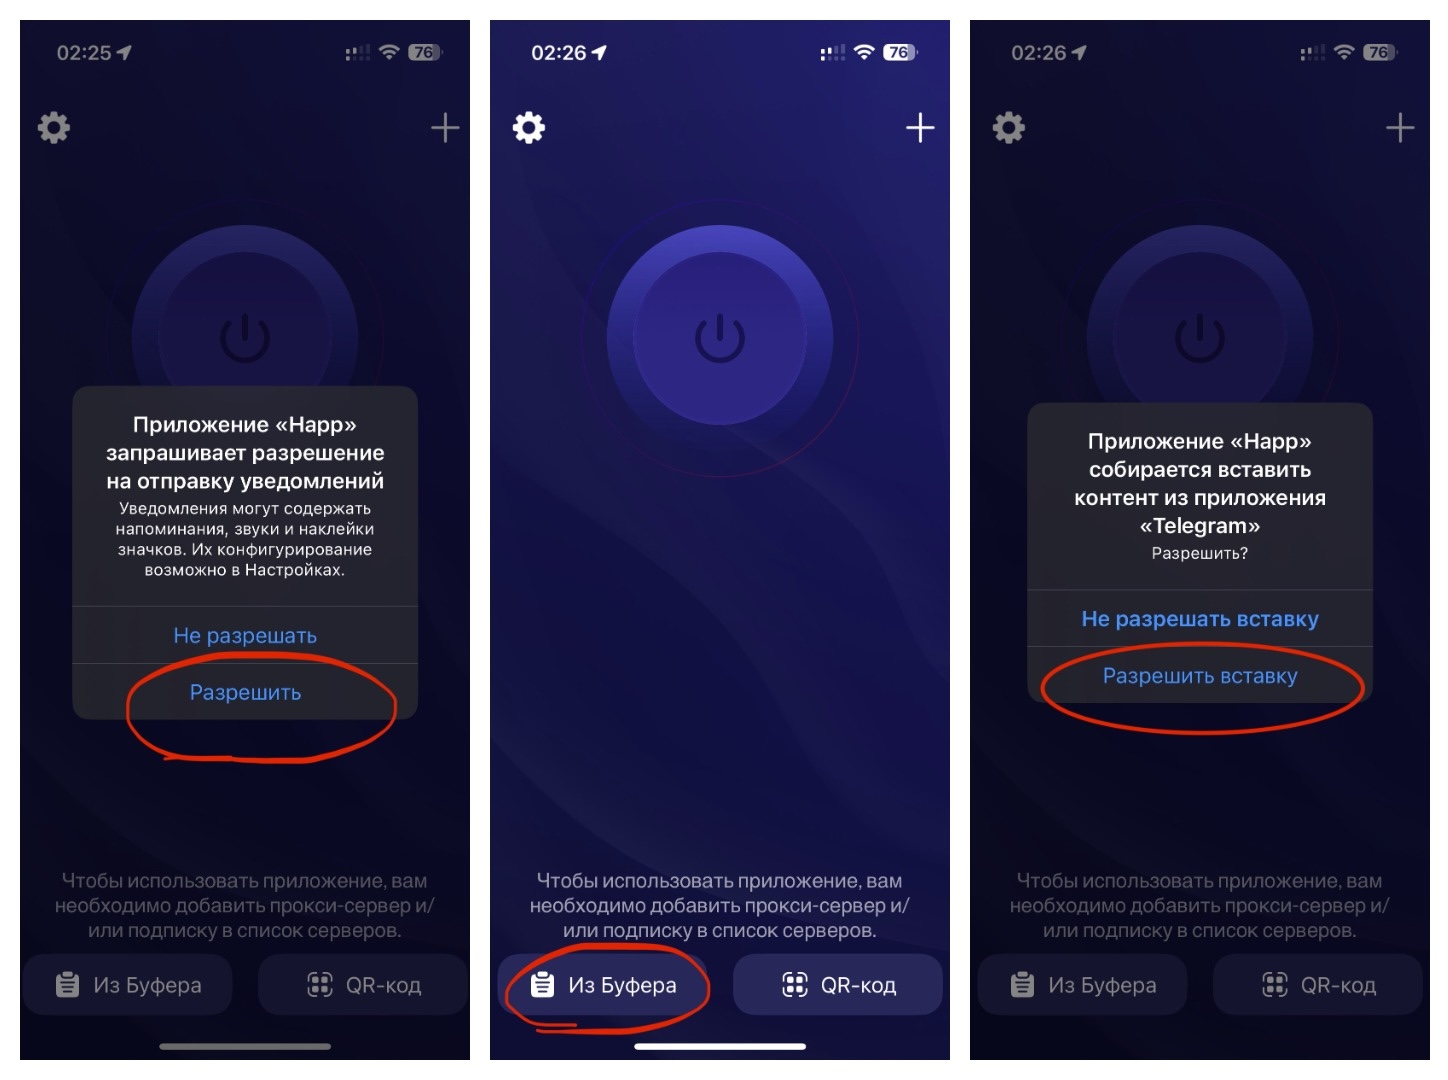 02:25
76
Приложение «Happ»
запрашивает разрешение
на отправку уведомлений
Уведомления могут содержать
напоминания, звуки и наклейки
значков. Их конфигурирование
возможно в Настройках.
Не разрешать
Разрешить
Чтобы использовать приложение, вам
необходимо добавить прокси-сервер и/
или подписку в список серверов.
Из Буфера
QR-код
02:26
76
Чтобы использовать приложение, вам
необходимо добавить прокси-сервер и/
или подписку в список серверов.
Из Буфера
QR-код
02:26
76
Приложение «Happ»
собирается вставить
контент из приложения
«Telegram»
Разрешить?
Не разрешать вставку
Разрешить вставку
Чтобы использовать приложение, вам
необходимо добавить прокси-сервер и/
или подписку в список серверов.
Из Буфера
QR-код